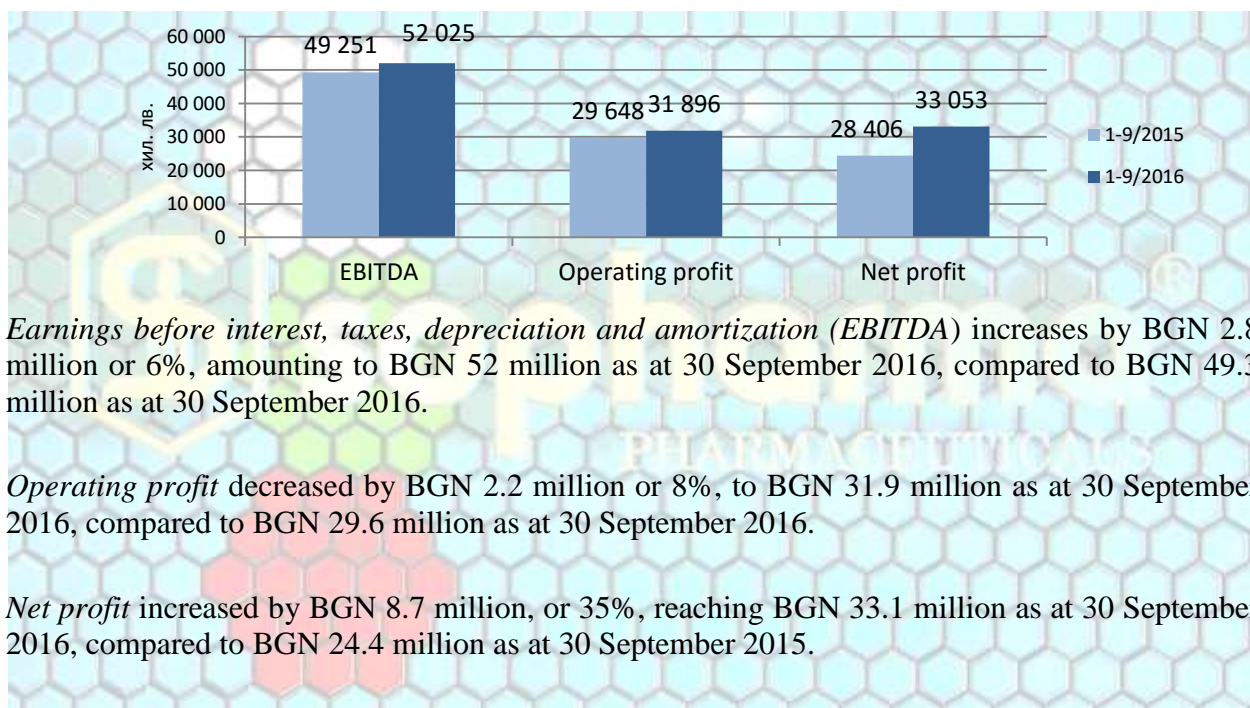 60 000
50 000
40 000
30 000
20 000
10 000
0
хил. лв.
49 251
52 025
29 648
31 896
28 406
33 053
EBITDA
Operating profit
Net profit
1-9/2015
1-9/2016
Sopharma ®
PHARMACEUTICALS
Earnings before interest, taxes, depreciation and amortization (EBITDA) increases by BGN 2.8
million or 6%, amounting to BGN 52 million as at 30 September 2016, compared to BGN 49.3
million as at 30 September 2016.
Operating profit decreased by BGN 2.2 million or 8%, to BGN 31.9 million as at 30 September
2016, compared to BGN 29.6 million as at 30 September 2016.
Net profit increased by BGN 8.7 million, or 35%, reaching BGN 33.1 million as at 30 September
2016, compared to BGN 24.4 million as at 30 September 2015.